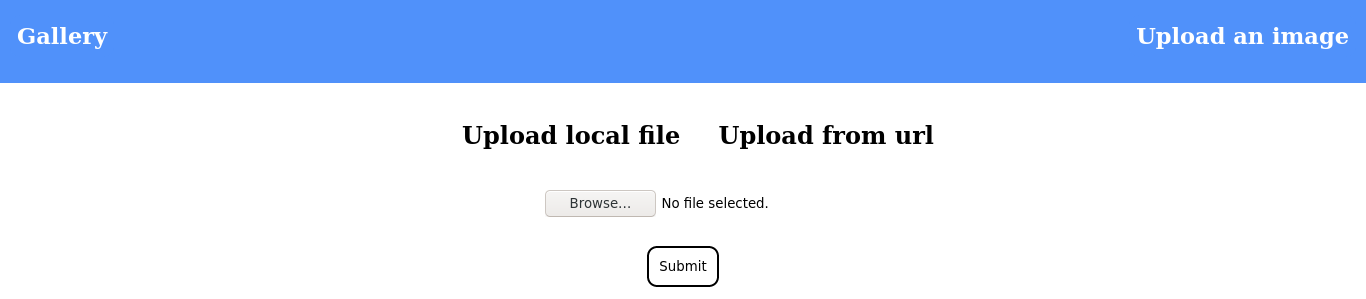 Gallery Upload an image
Upload local file Upload from url
Browse... No file selected.
Submit